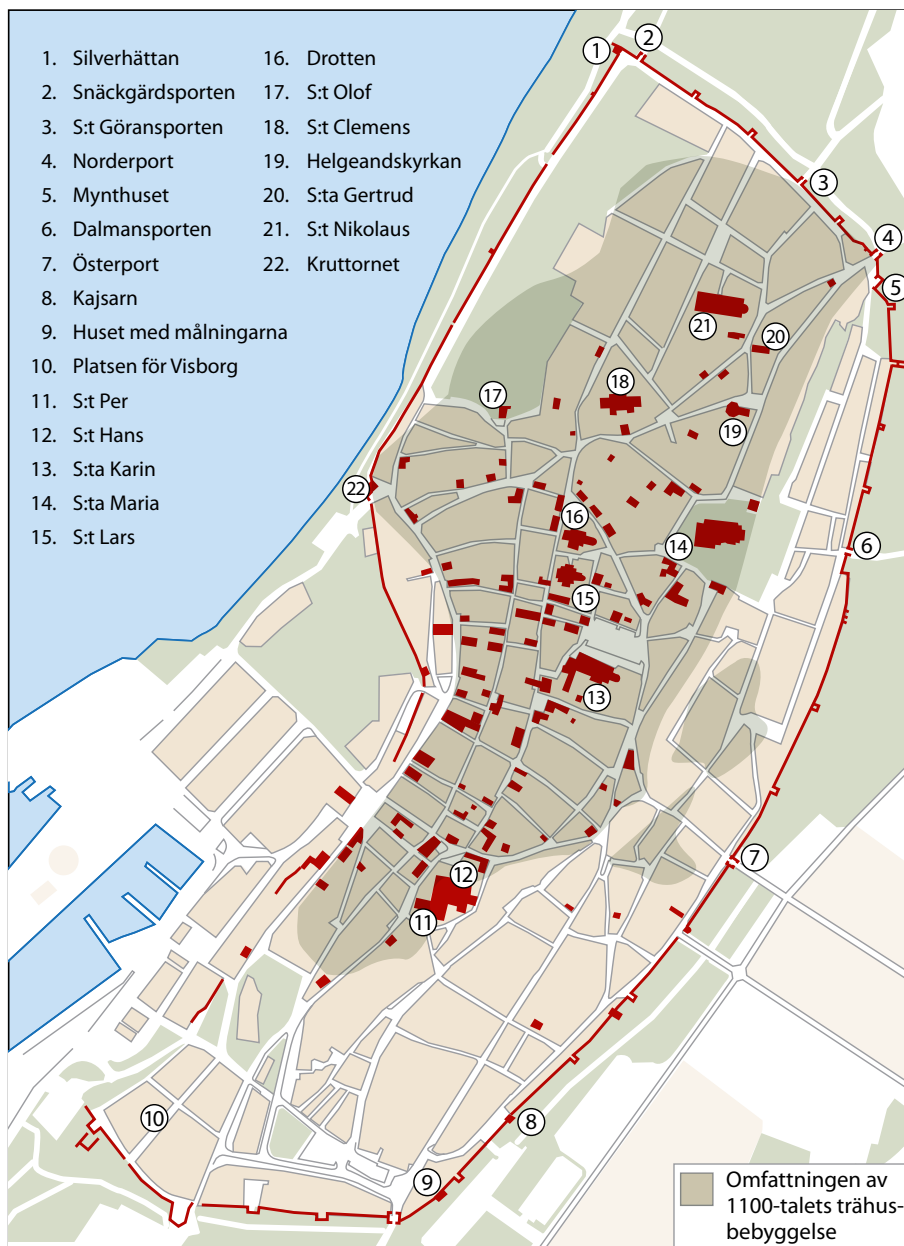 1. Silverhättan
2. Snäckgärdsporten
3. S:t Göransporten
4. Norderport
5. Mynthuset
6. Dalmansporten
7. Österport
8. Kajsarn
9. Huset med målningarna
10. Platsen för Visborg
11. S:t Per
12. S:t Hans
13. S:ta Karin
14. S:ta Maria
15. S:t Lars
16. Drotten
17. S:t Olof
18. S:t Clemens
19. Helgeandskyrkan
20. S:ta Gertrud
21. S:t Nikolaus
22. Kruttornet
1
2
3
4
5
21
20
18
17
19
22
16
14
6
15
13
7
12
11
8
10
9
Omfattningen av
1100-talets trähus-
bebyggelse